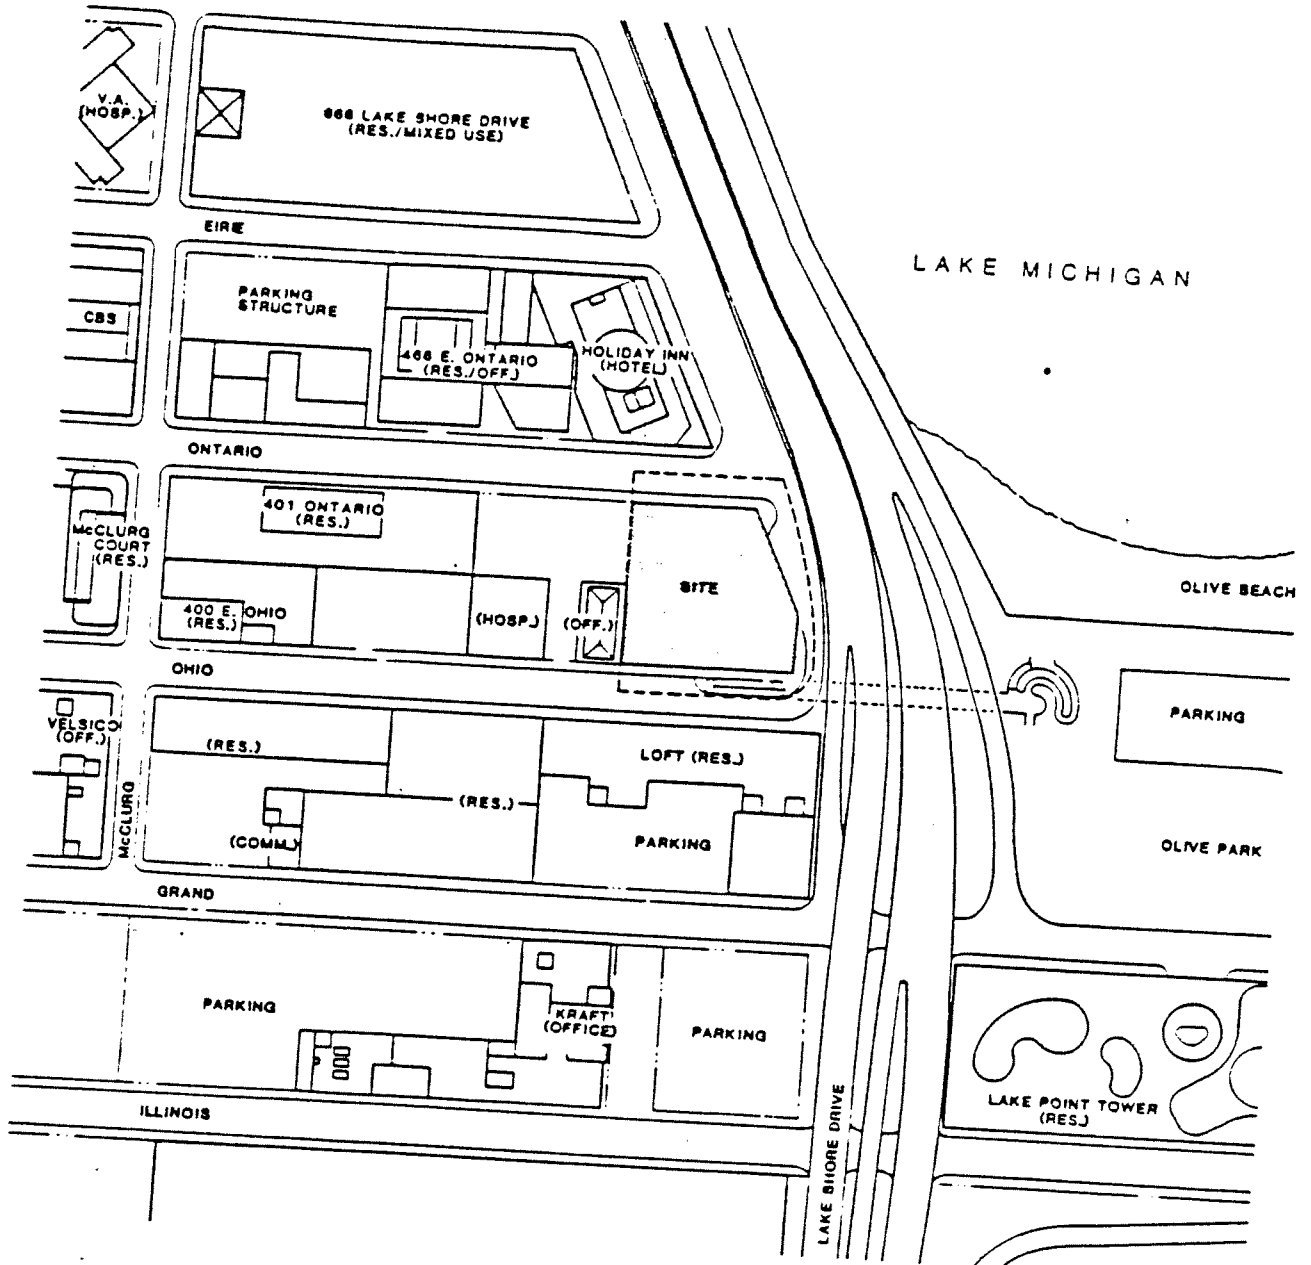 V.A.
(HOSP.)
666 LAKE SHORE DRIVE
(RES./MIXED USE)
EIRIE
LAKE MICHIGAN
PARKING
STRUCTURE
CBS
466 E. ONTARIO
(RES./OFF.)
HOLIDAY INN
(HOTEL)
ONTARIO
401 ONTARIO
(RES.)
McCLURG
COURT
(RES.)
SITE
OLIVE BEACH
400 E. OHIO
(RES.)
(HOSP.)
(OFF.)
OHIO
VELSICO
(OFF.)
(RES.)
LOFT (RES.)
PARKING
(RES.)
McCLURG
(COMM.)
PARKING
OLIVE PARK
GRAND
PARKING
KRAFT
(OFFICE)
PARKING
LAKE POINT TOWER
(RES.)
ILLINOIS
LAKE SHORE DRIVE